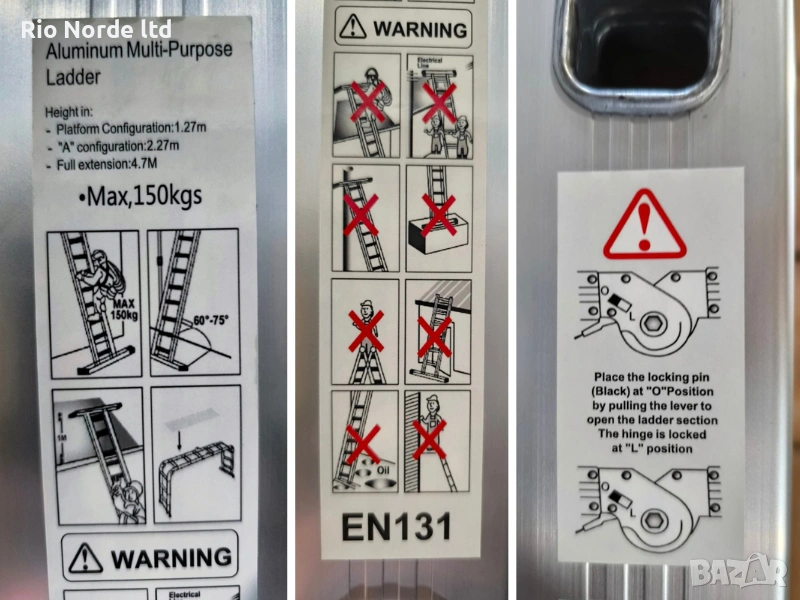 Rio Norde ltd
Aluminum Multi-Purpose
Ladder
Height in:
- Platform Configuration:1.27m
- "A" configuration:2.27m
- Full extension:4.7M
•Max,150kgs
MAX
150kg
60°-75°
1M
WARNING
Electrical
WARNING
Electrical
Line
Oil
EN131
O
L
Place the locking pin
(Black) at "O"Position
by pulling the lever to
open the ladder section
The hinge is locked
at "L" position
O
L
BAZAR